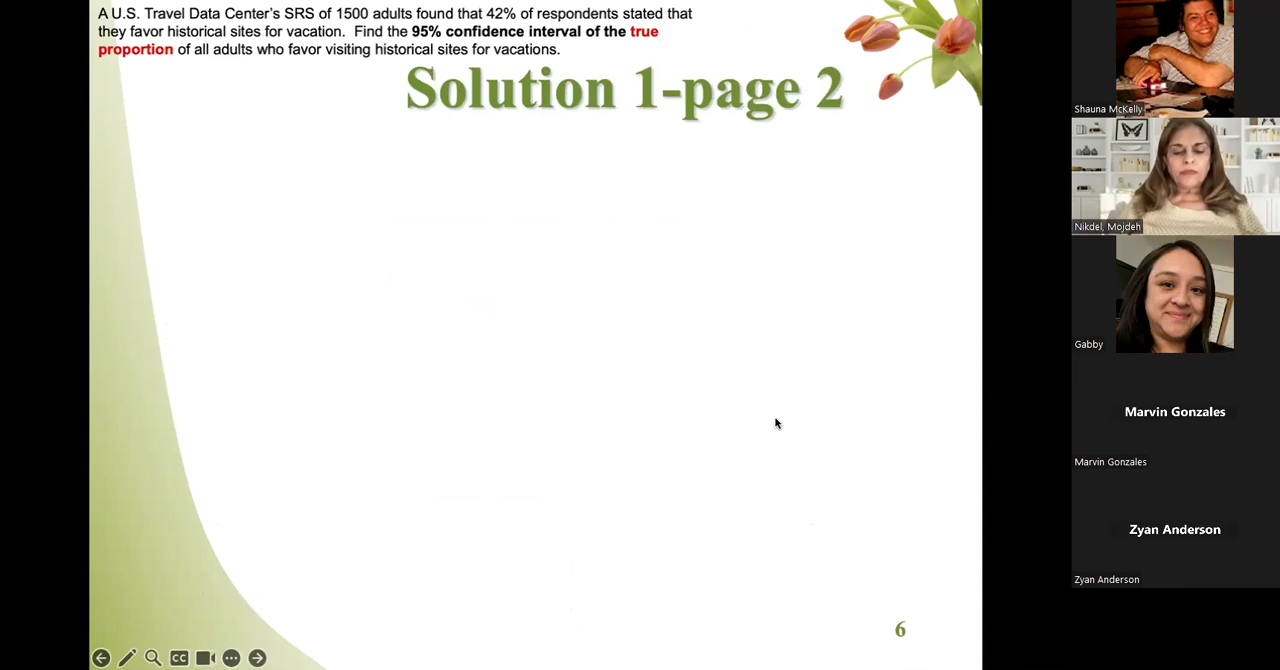 A U.S. Travel Data Center's SRS of 1500 adults found that 42% of respondents stated that
they favor historical sites for vacation. Find the 95% confidence interval of the true
proportion of all adults who favor visiting historical sites for vacations.
Solution 1-page 2
6
CC
Shauna McKelly
Nikdel, Mojdeh
Gabby
Marvin Gonzales
Marvin Gonzales
Zyan Anderson
Zyan Anderson